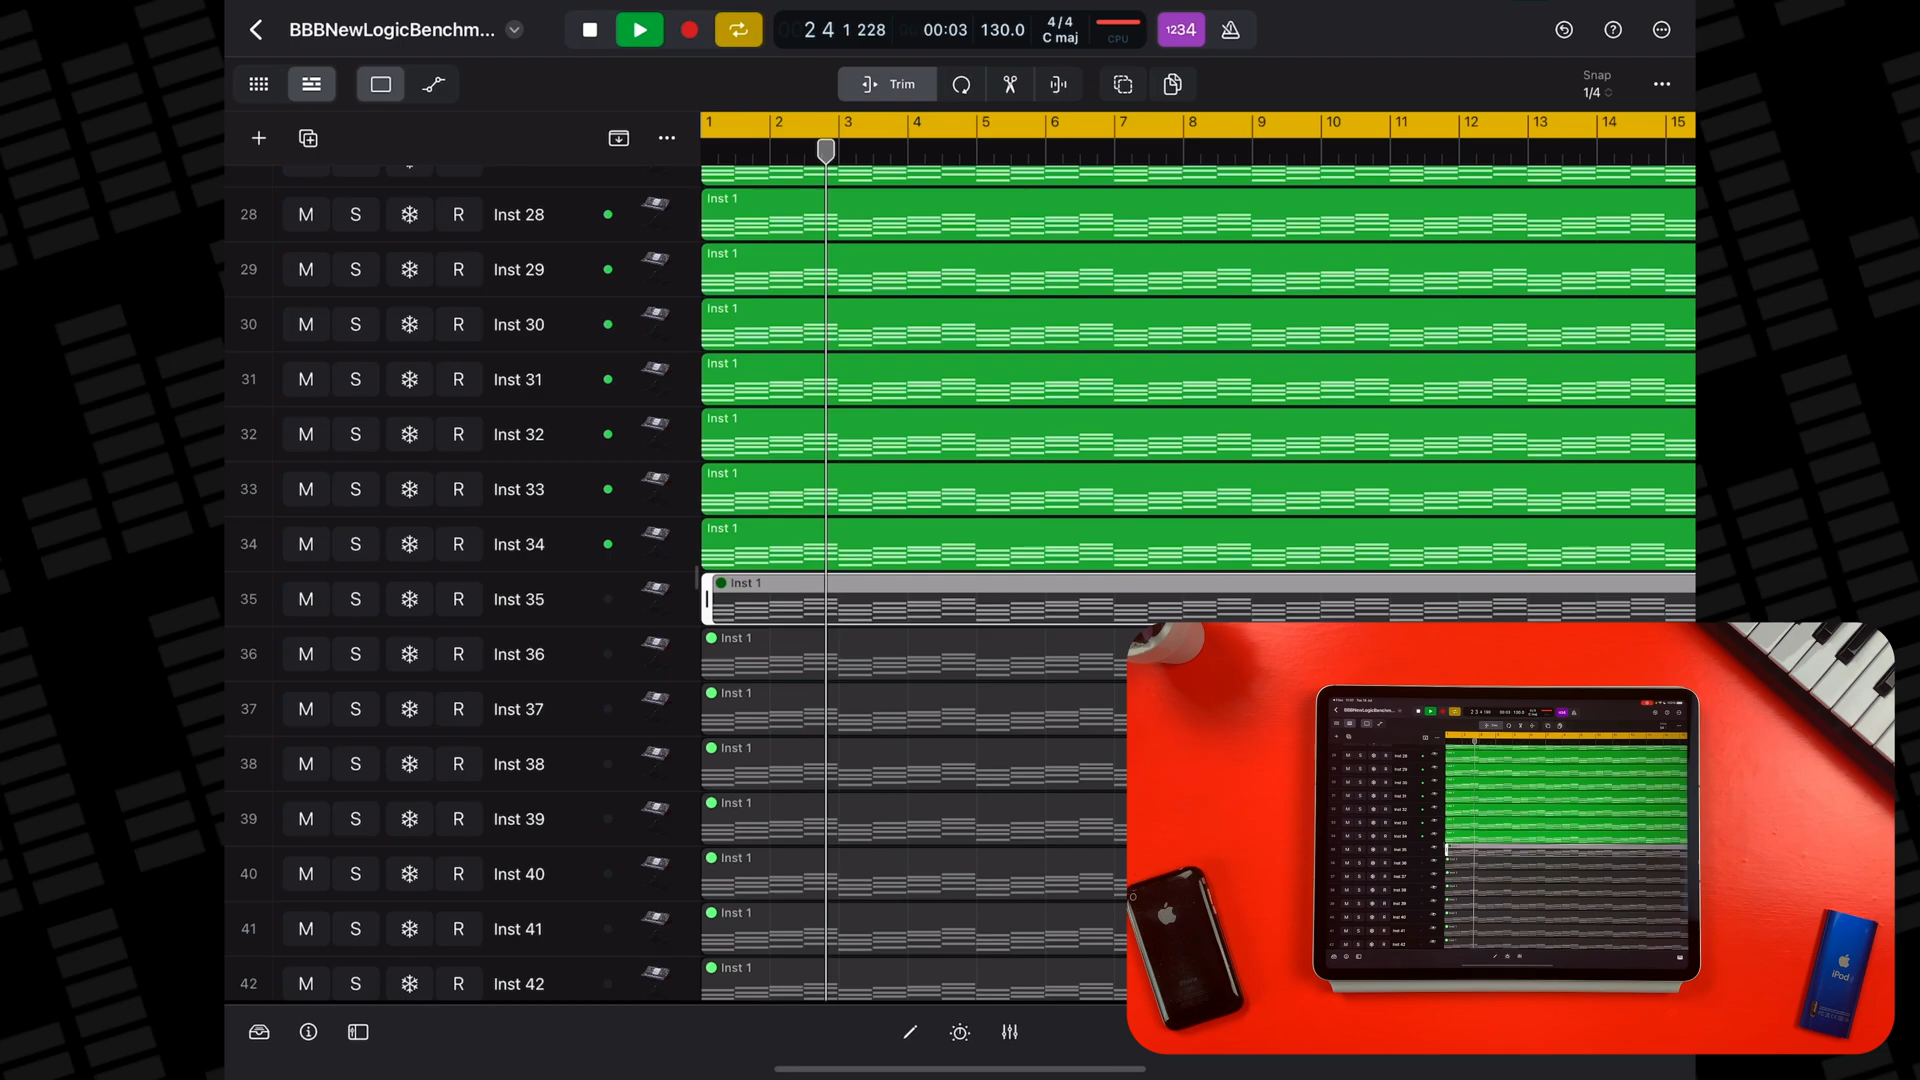 BBBNewLogicBenchm...
2 4 1 228
00:03
130.0
4/4
C maj
CPU
1234
Trim
Snap
1/4
1 2 3 4 5 6 7 8 9 10 11 12 13 14 15
28 M S R Inst 28 Inst 1
29 M S R Inst 29 Inst 1
30 M S R Inst 30 Inst 1
31 M S R Inst 31 Inst 1
32 M S R Inst 32 Inst 1
33 M S R Inst 33 Inst 1
34 M S R Inst 34 Inst 1
35 M S R Inst 35 Inst 1
36 M S R Inst 36 Inst 1
37 M S R Inst 37 Inst 1
38 M S R Inst 38 Inst 1
39 M S R Inst 39 Inst 1
40 M S R Inst 40 Inst 1
41 M S R Inst 41 Inst 1
42 M S R Inst 42 Inst 1
iPod